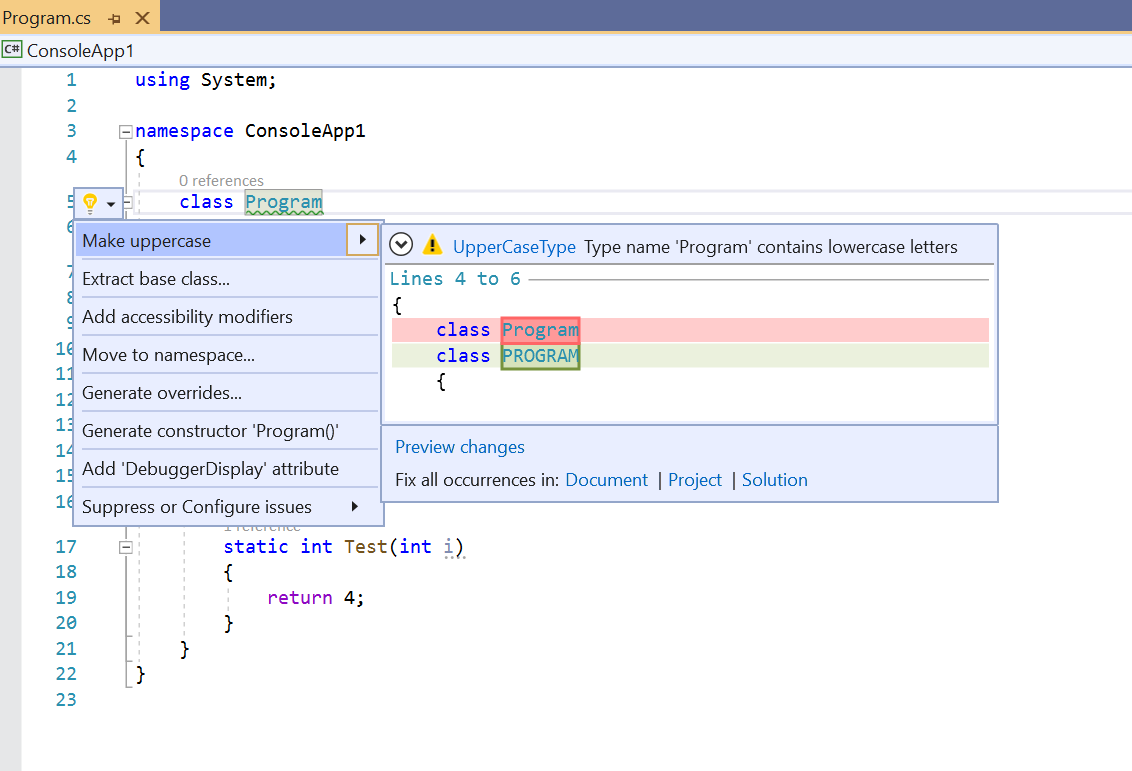 Program.cs
C# ConsoleApp1
1 using System;
2
3 namespace ConsoleApp1
4 {
0 references
5 class Program
6
Make uppercase
UpperCaseType Type name 'Program' contains lowercase letters
7
Extract base class...
Lines 4 to 6
8
{
9
Add accessibility modifiers
class Program
10
Move to namespace...
class PROGRAM
11
{
12
Generate overrides...
13
Generate constructor 'Program()'
14
Preview changes
15
Add 'DebuggerDisplay' attribute
Fix all occurrences in: Document | Project | Solution
16
Suppress or Configure issues
1 reference
17 static int Test(int i)
18 {
19 return 4;
20 }
21 }
22 }
23